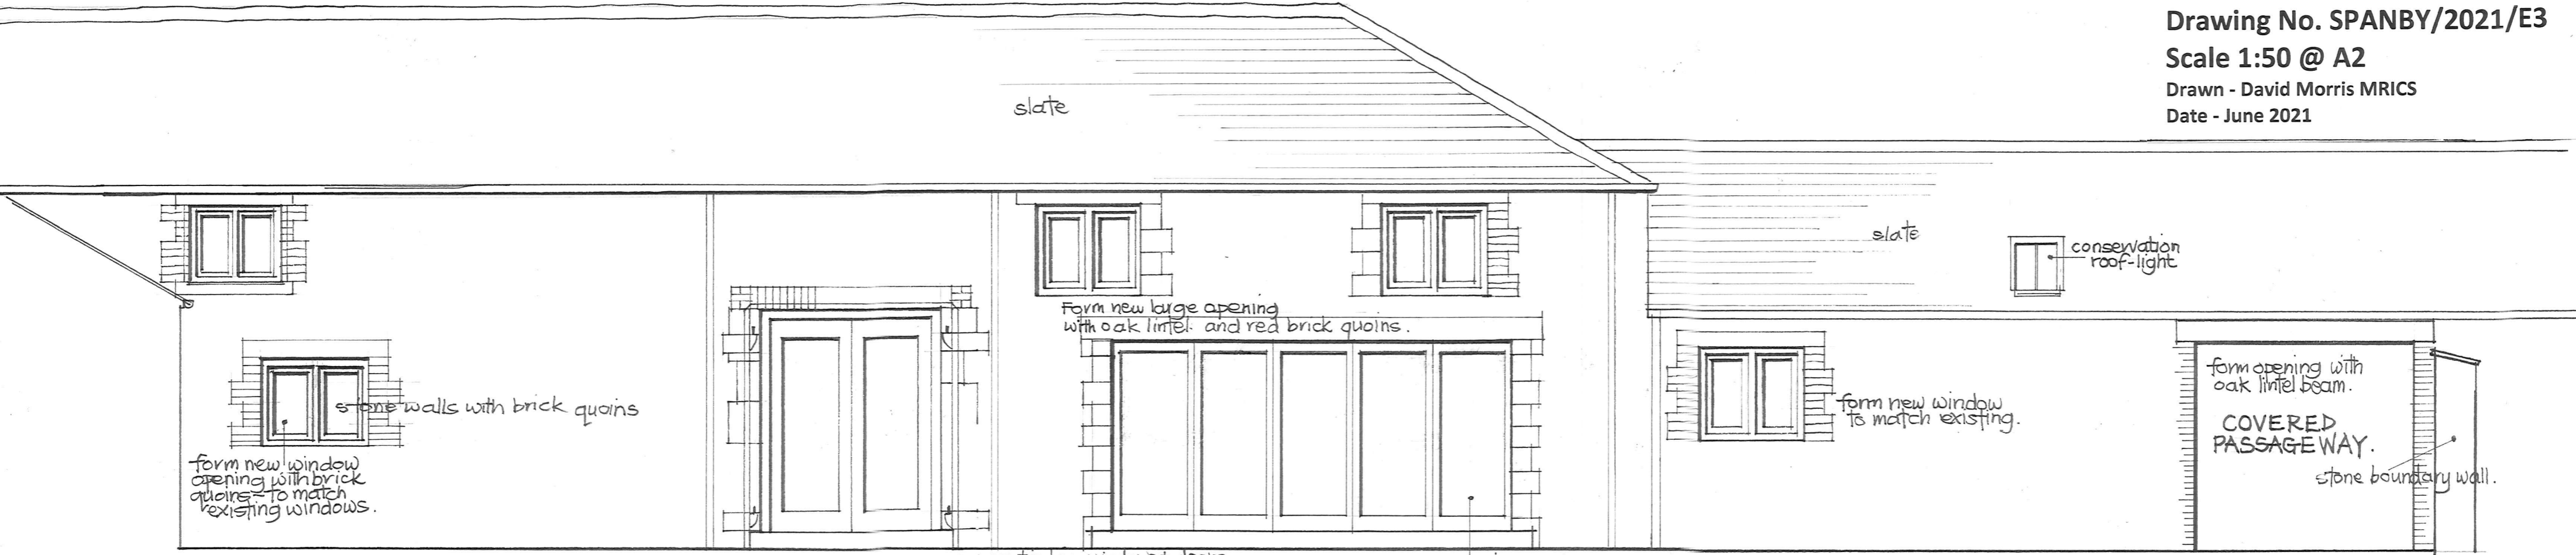 Drawing No. SPANBY/2021/E3
Scale 1:50 @ A2
Drawn - David Morris MRICS
Date - June 2021
slate
slate
conservation
roof-light
Form new large opening
with oak lintel and red brick quoins.
stone walls with brick quoins
form new window
opening with brick
quoins - to match
existing windows.
form new window
to match existing.
form opening with
oak lintel beam.
COVERED
PASSAGEWAY.
stone boundary wall.